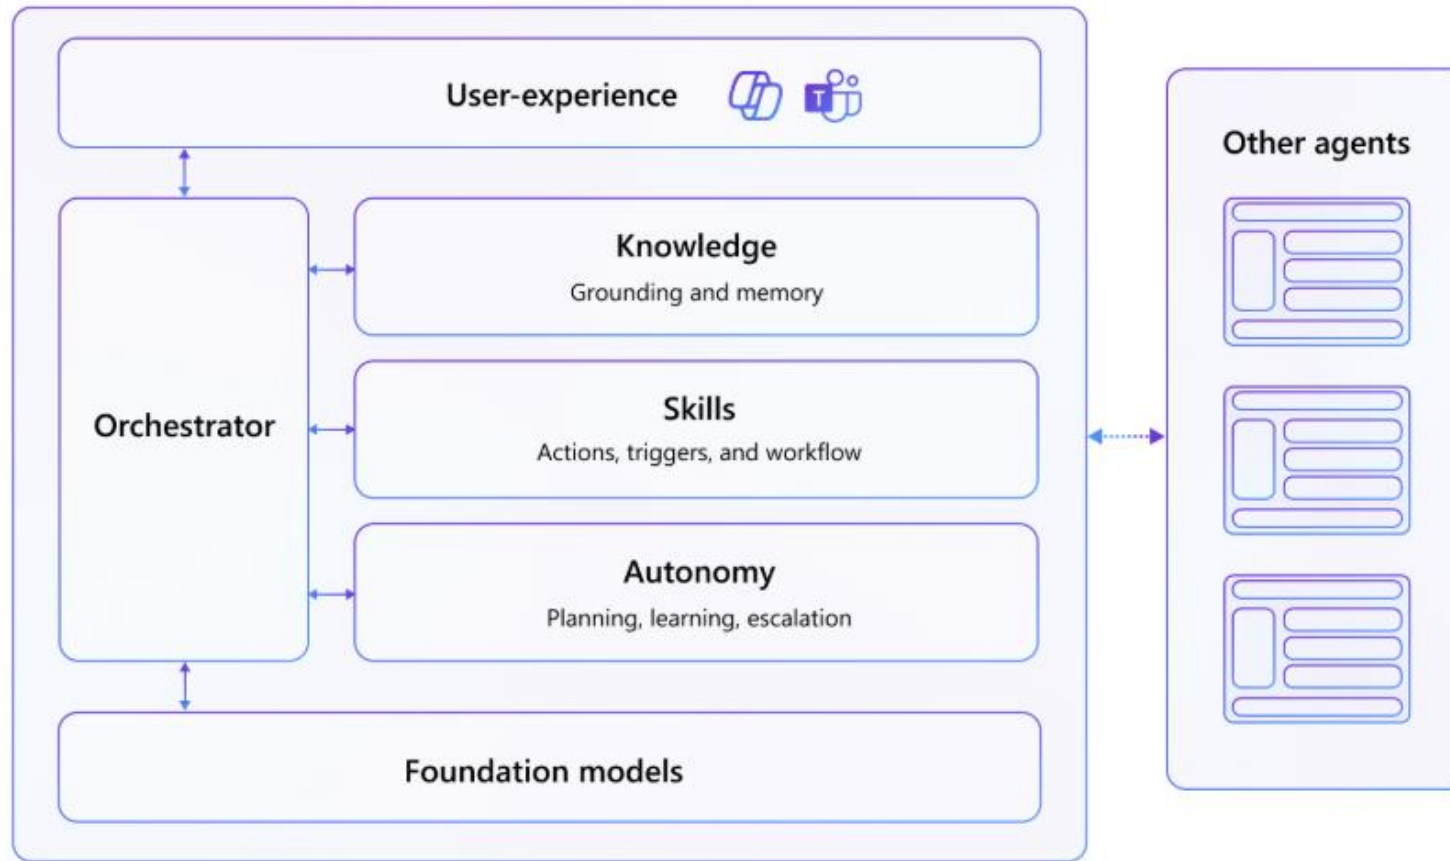 User-experience
T
Other agents
Knowledge
Grounding and memory
Orchestrator
Skills
Actions, triggers, and workflow
Autonomy
Planning, learning, escalation
Foundation models